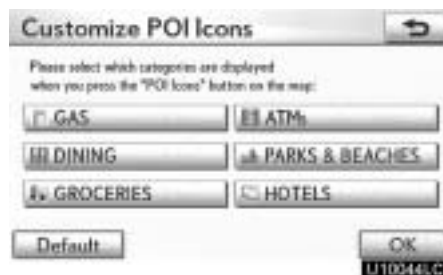 Customize POI Icons
Please select which categories are displayed
when you press the "POI Icons" button on the map:
GAS
ATMs
DINING
PARKS & BEACHES
GROCERIES
HOTELS
Default
OK
U10044LC